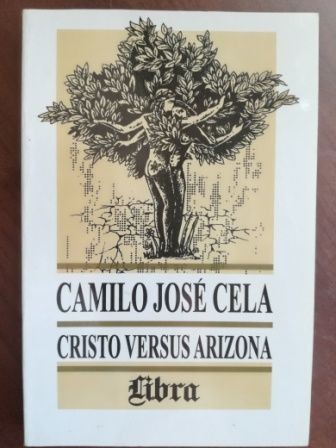 CAMILO JOSÉ CELA
CRISTO VERSUS ARIZONA
Libra